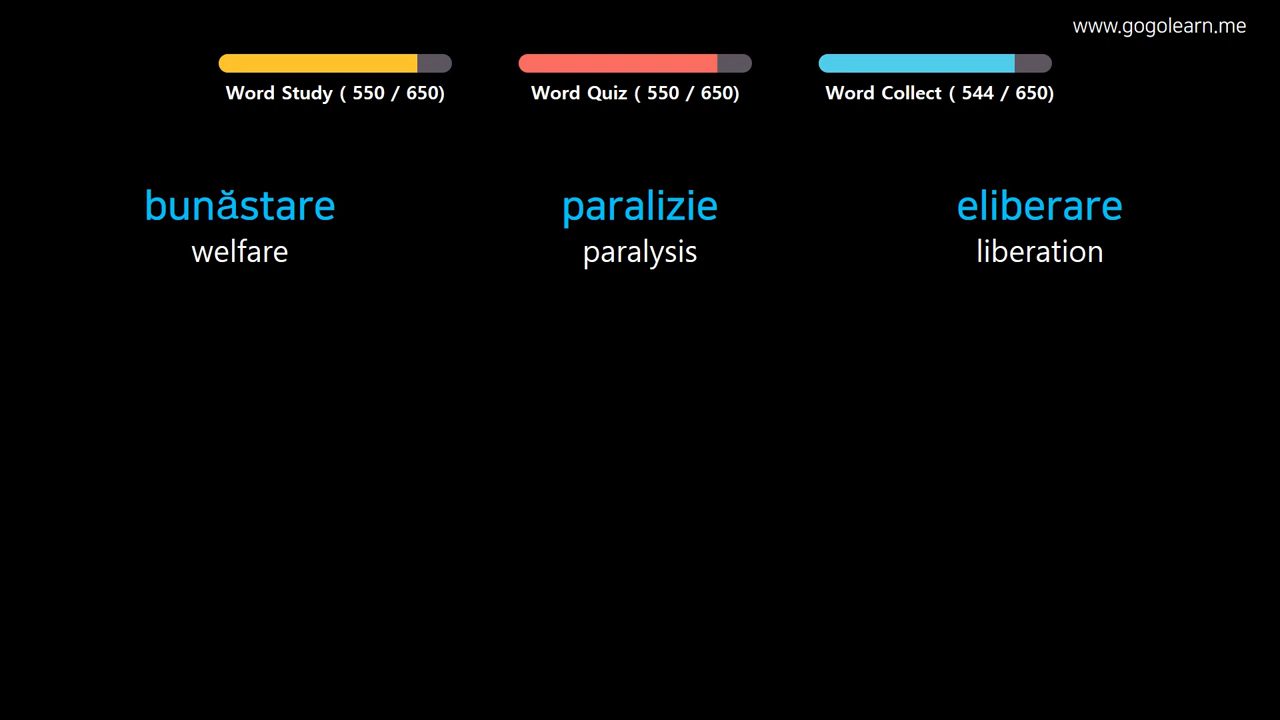 www.gogolearn.me
Word Study ( 550 / 650)
Word Quiz ( 550 / 650)
Word Collect ( 544 / 650)
bunăstare
welfare
paralizie
paralysis
eliberare
liberation